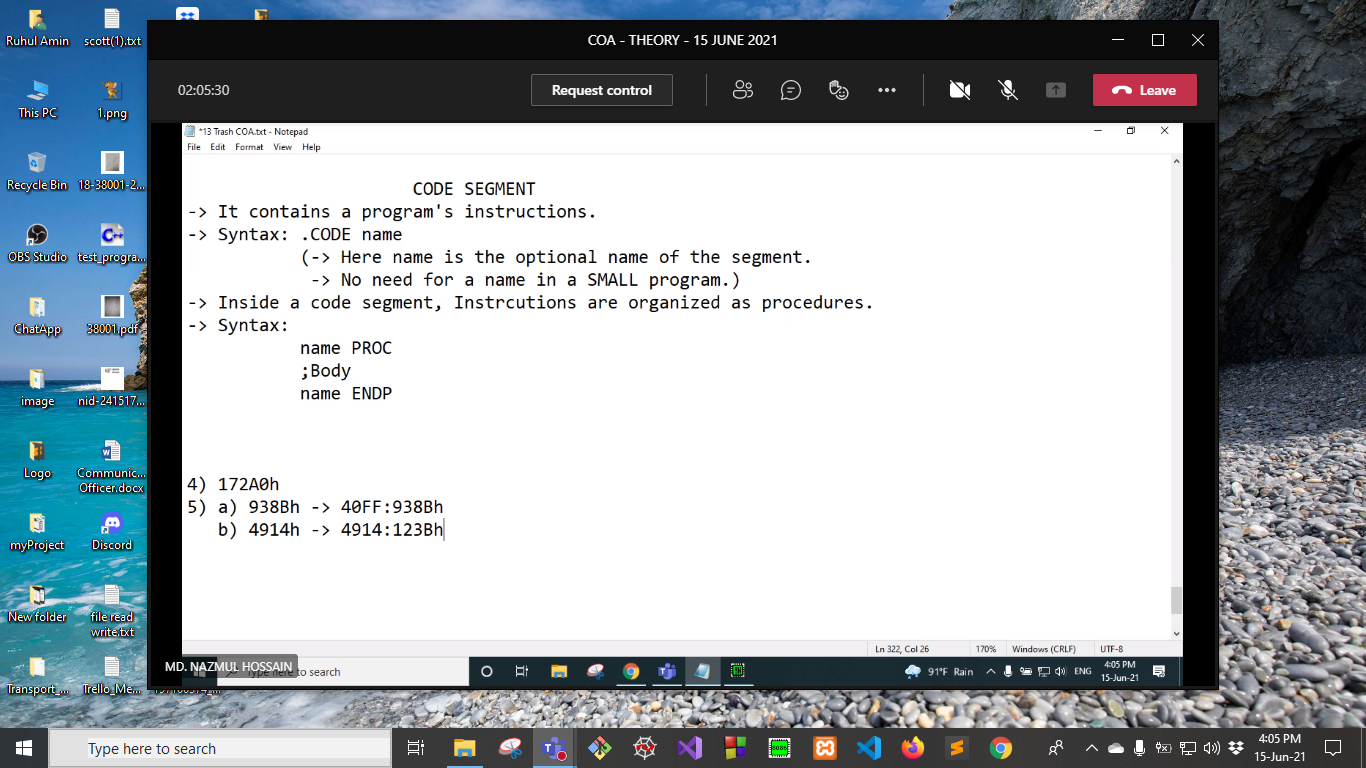 COA - THEORY - 15 JUNE 2021
02:05:30
Request control
Leave
*13 Trash COA.txt - Notepad
File Edit Format View Help
CODE SEGMENT
-> It contains a program's instructions.
-> Syntax: .CODE name
(-> Here name is the optional name of the segment.
-> No need for a name in a SMALL program.)
-> Inside a code segment, Instrcutions are organized as procedures.
-> Syntax:
name PROC
;Body
name ENDP
4) 172A0h
5) a) 938Bh -> 40FF:938Bh
b) 4914h -> 4914:123Bh
Ln 322, Col 26 170% Windows (CRLF) UTF-8
MD. NAZMUL HOSSAIN
Type here to search
91°F Rain
ENG
4:05 PM
15-Jun-21
Ruhul Amin
scott(1).txt
This PC
1.png
Recycle Bin
18-38001-2...
OBS Studio
test_progra...
ChatApp
38001.pdf
image
nid-241517...
Logo
Communic...
Officer.docx
myProject
Discord
New folder
file read
write.txt
Transport_...
Trello_Me...
Type here to search
8086
4:05 PM
15-Jun-21